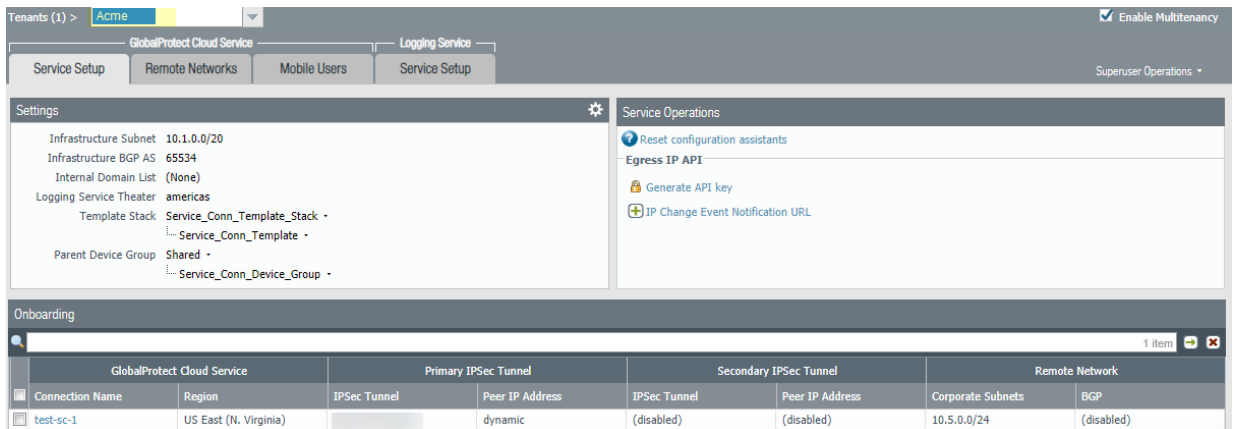 Tenants (1) > Acme Enable Multitenancy
GlobalProtect Cloud Service Logging Service
Service Setup Remote Networks Mobile Users Service Setup Superuser Operations
Settings
Infrastructure Subnet 10.1.0.0/20
Infrastructure BGP AS 65534
Internal Domain List (None)
Logging Service Theater americas
Template Stack Service_Conn_Template_Stack
Service_Conn_Template
Parent Device Group Shared
Service_Conn_Device_Group
Service Operations
Reset configuration assistants
Egress IP API
Generate API key
IP Change Event Notification URL
Onboarding
1 item
GlobalProtect Cloud Service Primary IPSec Tunnel Secondary IPSec Tunnel Remote Network
Connection Name Region IPSec Tunnel Peer IP Address IPSec Tunnel Peer IP Address Corporate Subnets BGP
test-sc-1 US East (N. Virginia) dynamic (disabled) (disabled) 10.5.0.0/24 (disabled)